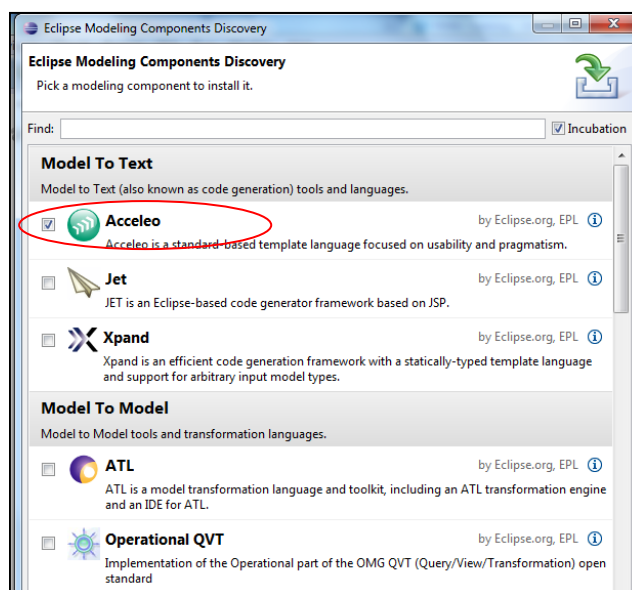 Eclipse Modeling Components Discovery
Eclipse Modeling Components Discovery
Pick a modeling component to install it.
Find:
Incubation
Model To Text
Model to Text (also known as code generation) tools and languages.
Acceleo
by Eclipse.org, EPL
Acceleo is a standard-based template language focused on usability and pragmatism.
Jet
by Eclipse.org, EPL
JET is an Eclipse-based code generator framework based on JSP.
Xpand
by Eclipse.org, EPL
Xpand is an efficient code generation framework with a statically-typed template language
and support for arbitrary input model types.
Model To Model
Model to Model tools and transformation languages.
ATL
by Eclipse.org, EPL
ATL is a model transformation language and toolkit, including an ATL transformation engine
and an IDE for ATL.
Operational QVT
by Eclipse.org, EPL
Implementation of the Operational part of the OMG QVT (Query/View/Transformation) open
standard